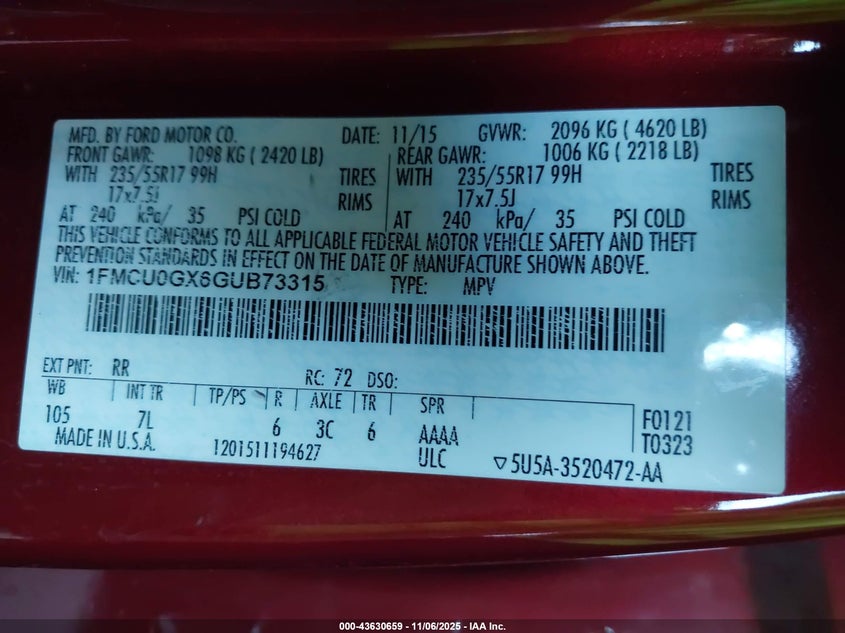 MFD. BY FORD MOTOR CO. DATE: 11/15 GVWR: 2096 KG ( 4620 LB)
FRONT GAWR: 1098 KG ( 2420 LB) REAR GAWR: 1006 KG ( 2218 LB)
WITH 235/55R17 99H TIRES WITH 235/55R17 99H TIRES
17x7.5J RIMS 17x7.5J RIMS
AT 240 kPa/ 35 PSI COLD AT 240 kPa/ 35 PSI COLD
THIS VEHICLE CONFORMS TO ALL APPLICABLE FEDERAL MOTOR VEHICLE SAFETY AND THEFT
PREVENTION STANDARDS IN EFFECT ON THE DATE OF MANUFACTURE SHOWN ABOVE.
VIN: 1FMCU0GX6GUB73315 TYPE: MPV
EXT PNT: RR RC: 72 DSO:
WB INT TR TP/PS R AXLE TR SPR
105 7L 6 3C 6 AAAA F0121
MADE IN U.S.A. 1201511194627 ULC T0323
▽5U5A-3520472-AA
000-43630659 - 11/06/2025 - IAA Inc.